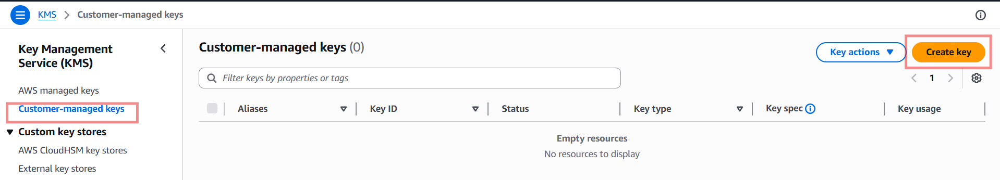 KMS > Customer-managed keys
Key Management
Service (KMS)
AWS managed keys
Customer-managed keys
Custom key stores
AWS CloudHSM key stores
External key stores
Customer-managed keys (0)
Key actions
Create key
Filter keys by properties or tags
1
Aliases Key ID Status Key type Key spec Key usage
Empty resources
No resources to display